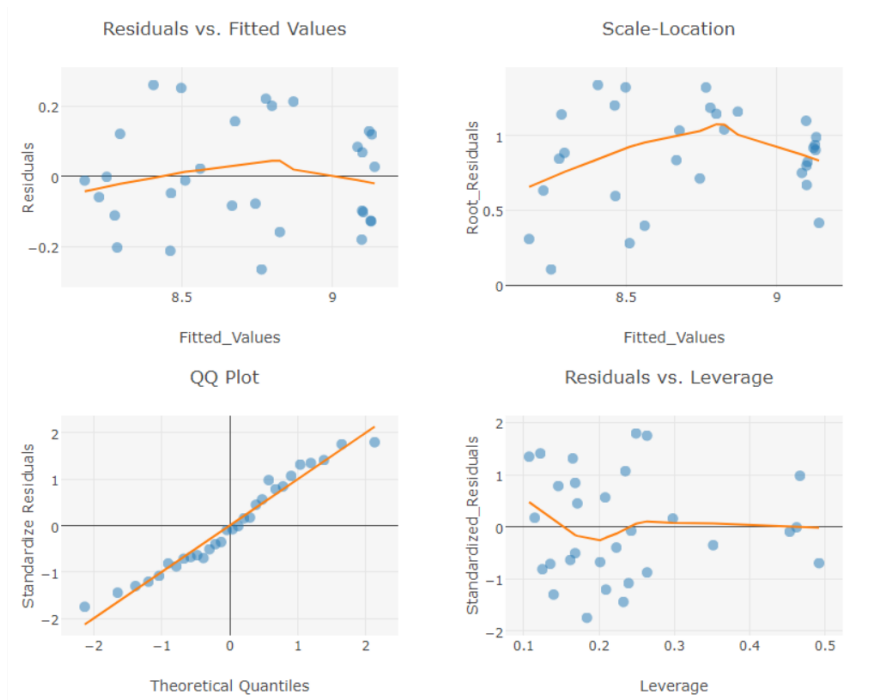 Residuals vs. Fitted Values
Residuals
0.2
0
−0.2
8.5
9
Fitted_Values
Scale-Location
Root_Residuals
1
0.5
0
8.5
9
Fitted_Values
QQ Plot
Standardize Residuals
2
1
0
−1
−2
−2
−1
0
1
2
Theoretical Quantiles
Residuals vs. Leverage
Standardized_Residuals
2
1
0
−1
−2
0.1
0.2
0.3
0.4
0.5
Leverage